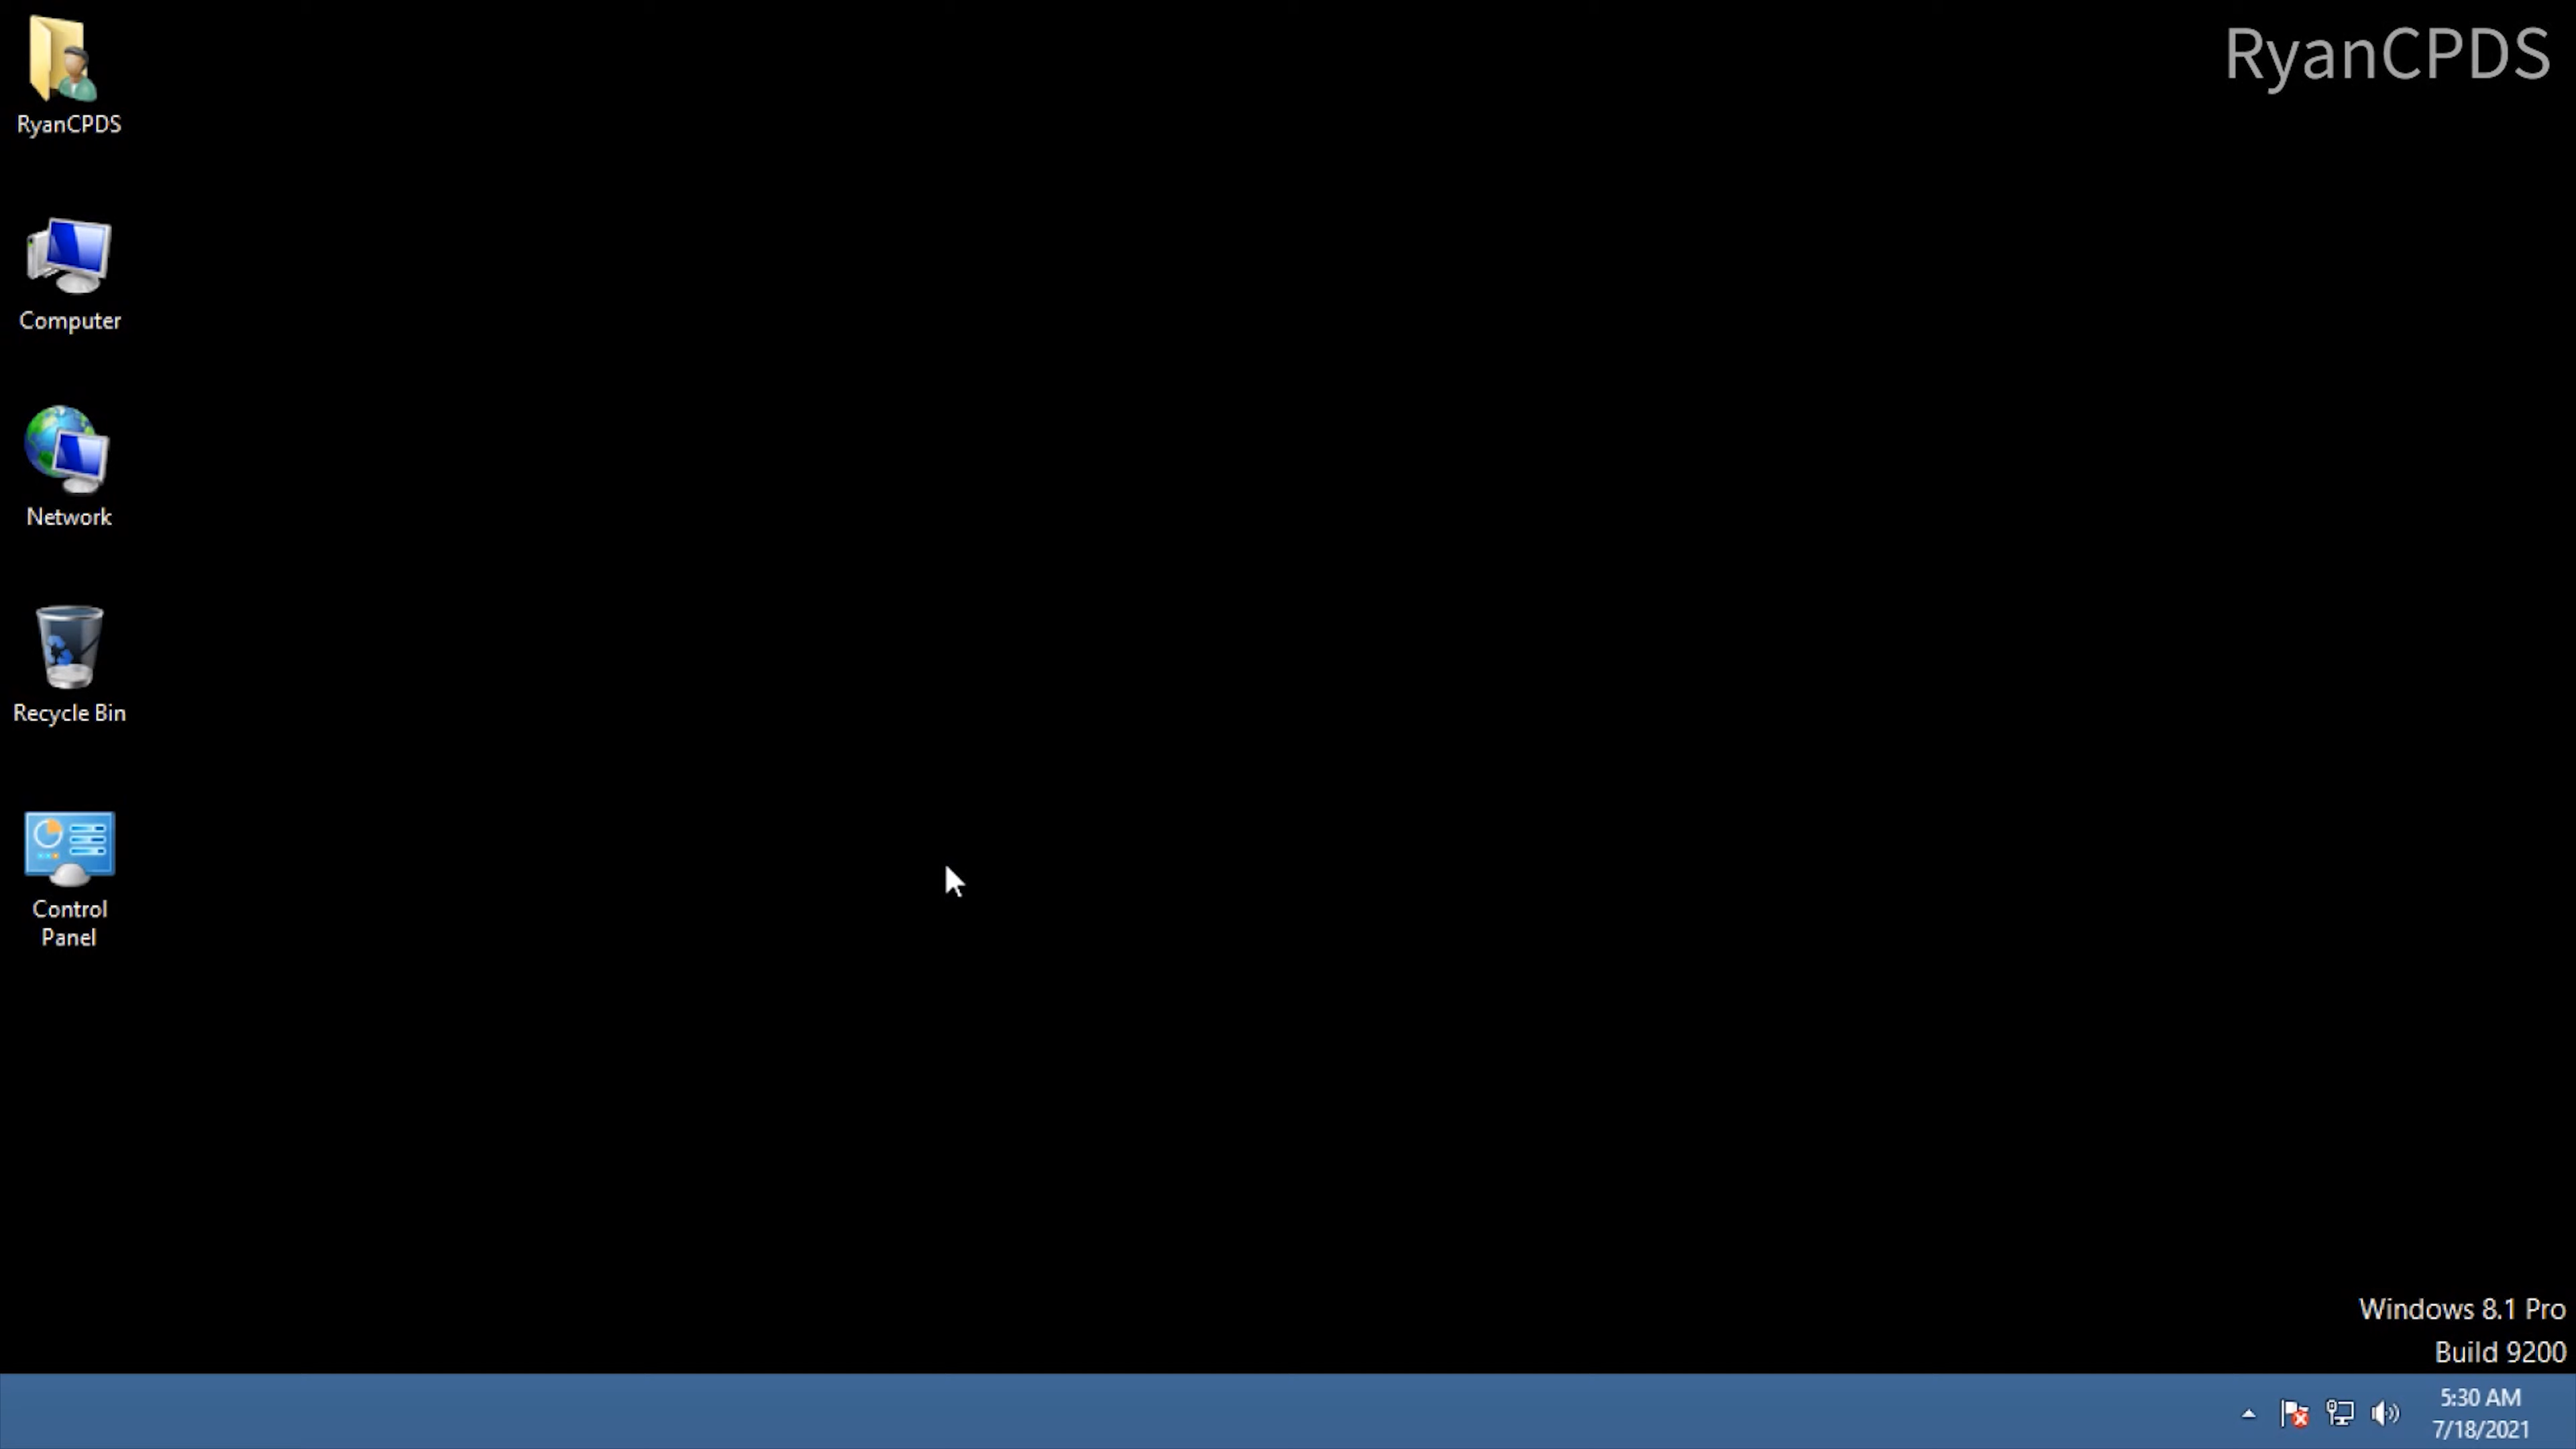 RyanCPDS
RyanCPDS
Computer
Network
Recycle Bin
Control
Panel
Windows 8.1 Pro
Build 9200
5:30 AM
7/18/2021